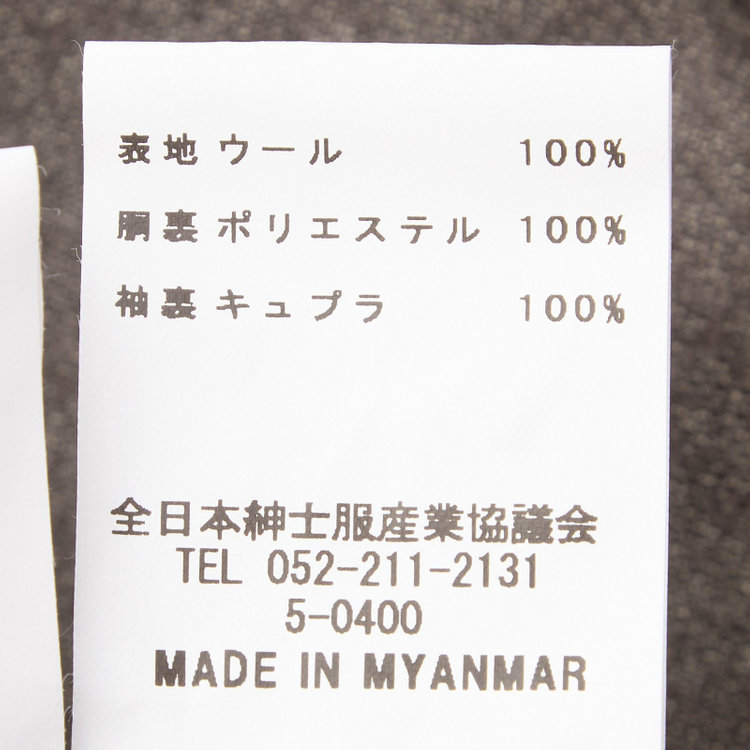 表地 ウール 100%
胴裏 ポリエステル 100%
袖裏 キュプラ 100%
全日本紳士服産業協議会
TEL 052-211-2131
5-0400
MADE IN MYANMAR